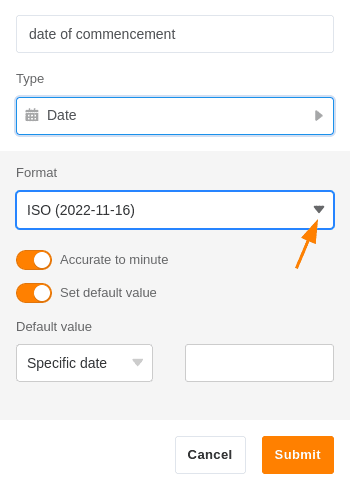 date of commencement
Type
Date
Format
ISO (2022-11-16)
Accurate to minute
Set default value
Default value
Specific date
Cancel Submit